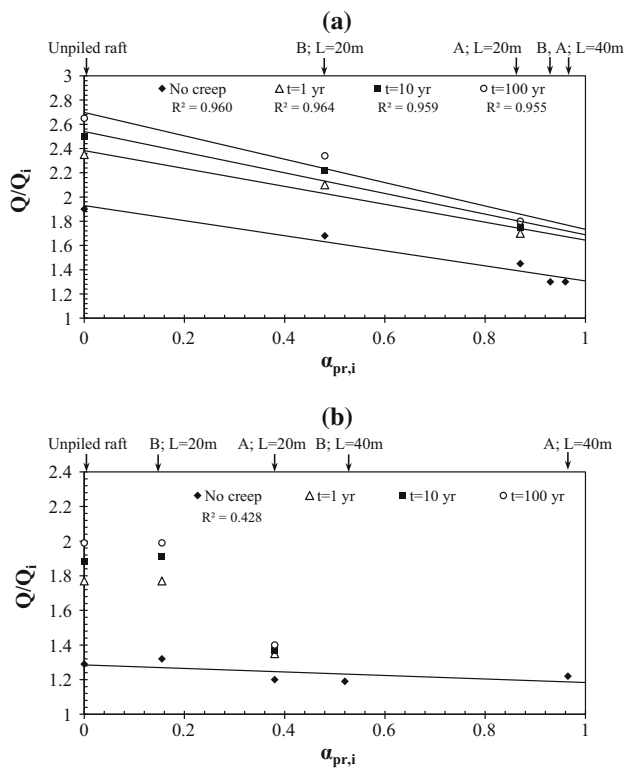 (a)
Unpiled raft B; L=20m A; L=20m B, A; L=40m
3
2.8
2.6
2.4
2.2
2
1.8
1.6
1.4
1.2
1
Q/Qᵢ
No creep t=1 yr t=10 yr t=100 yr
R² = 0.960 R² = 0.964 R² = 0.959 R² = 0.955
0 0.2 0.4 0.6 0.8 1
α_pr,i
(b)
Unpiled raft B; L=20m A; L=20m B; L=40m A; L=40m
2.4
2.2
2
1.8
1.6
1.4
1.2
1
Q/Qᵢ
No creep t=1 yr t=10 yr t=100 yr
R² = 0.428
0 0.2 0.4 0.6 0.8 1
α_pr,i